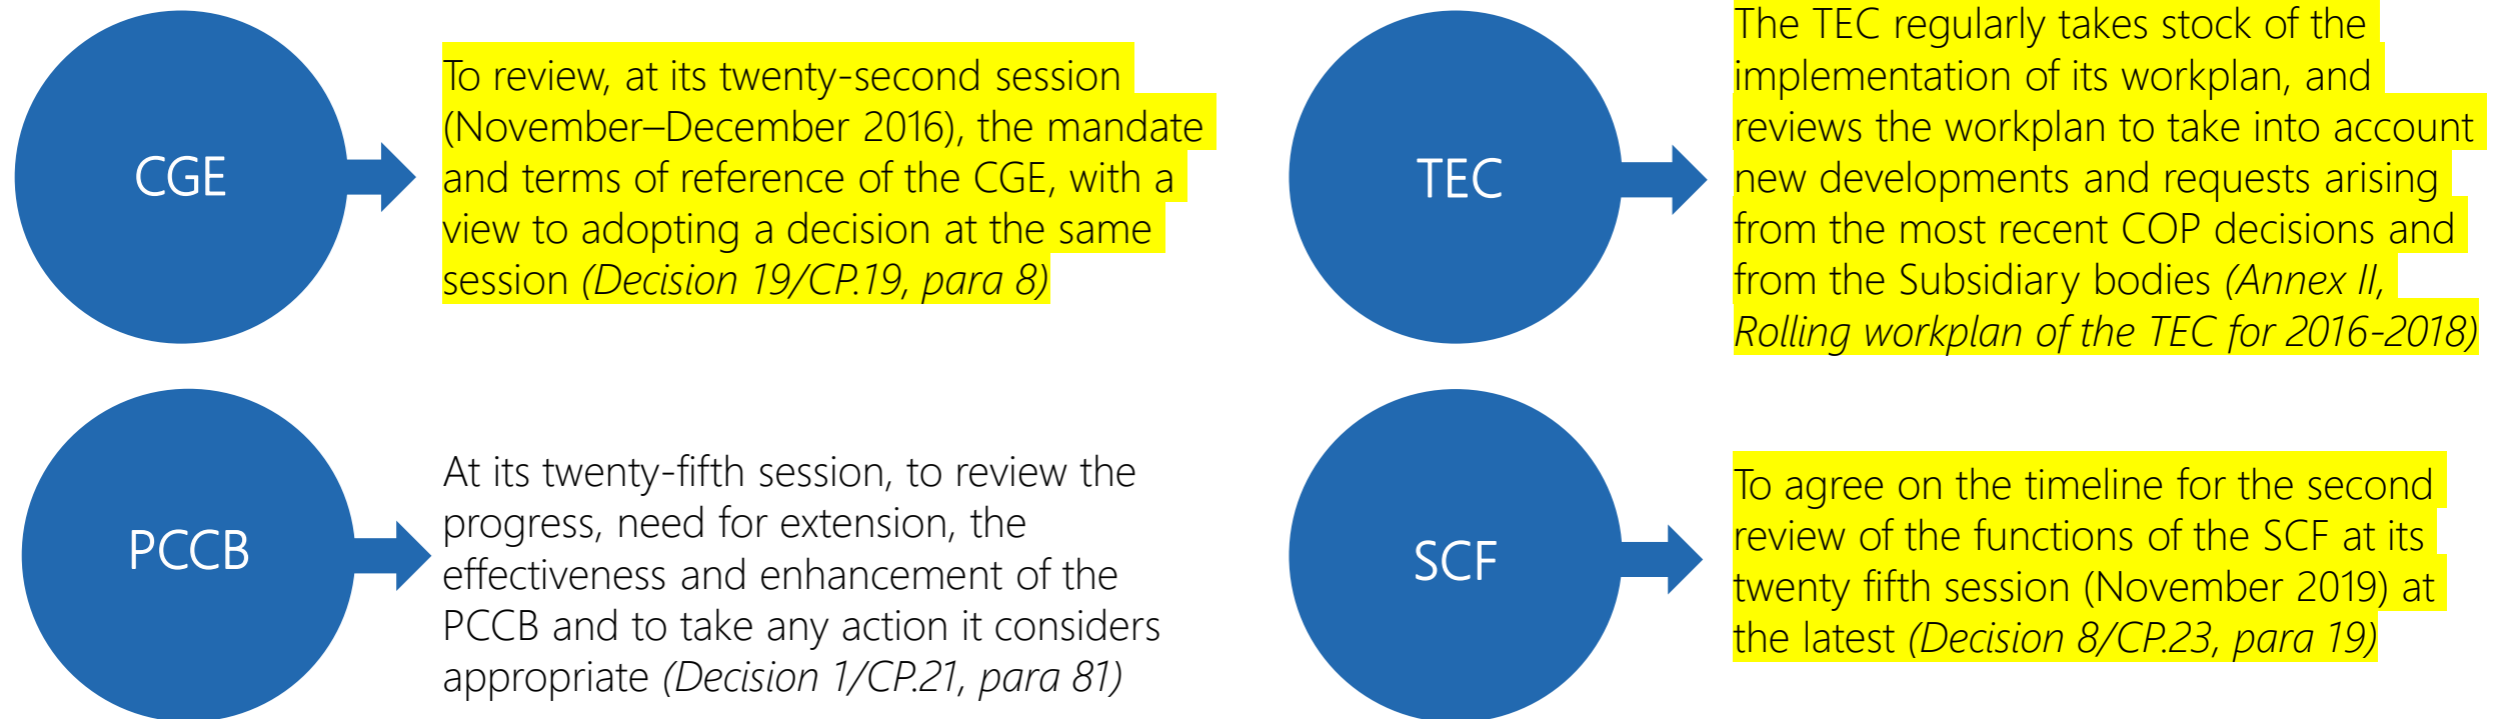 CGE
To review, at its twenty-second session
(November–December 2016), the mandate
and terms of reference of the CGE, with a
view to adopting a decision at the same
session (Decision 19/CP.19, para 8)
TEC
The TEC regularly takes stock of the
implementation of its workplan, and
reviews the workplan to take into account
new developments and requests arising
from the most recent COP decisions and
from the Subsidiary bodies (Annex II,
Rolling workplan of the TEC for 2016-2018)
PCCB
At its twenty-fifth session, to review the
progress, need for extension, the
effectiveness and enhancement of the
PCCB and to take any action it considers
appropriate (Decision 1/CP.21, para 81)
SCF
To agree on the timeline for the second
review of the functions of the SCF at its
twenty fifth session (November 2019) at
the latest (Decision 8/CP.23, para 19)